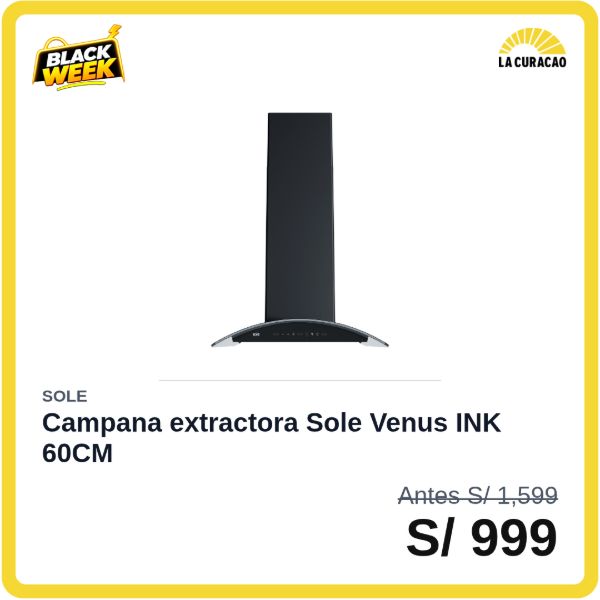 BLACK
WEEK
LA CURACAO
SOLE
Campana extractora Sole Venus INK
60CM
Antes S/ 1,599
S/ 999